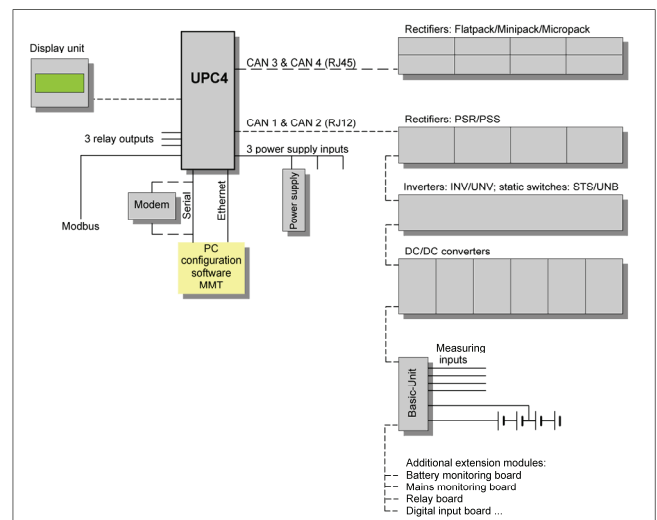 Rectifiers: Flatpack/Minipack/Micropack
Display unit
UPC4
CAN 3 & CAN 4 (RJ45)
CAN 1 & CAN 2 (RJ12)
Rectifiers: PSR/PSS
3 relay outputs
3 power supply inputs
Modbus
Modem
Serial
Ethernet
Power supply
Inverters: INV/UNV; static switches: STS/UNB
PC
configuration
software
MMT
DC/DC converters
Measuring
inputs
Basic-Unit
Additional extension modules:
Battery monitoring board
Mains monitoring board
Relay board
Digital input board ...